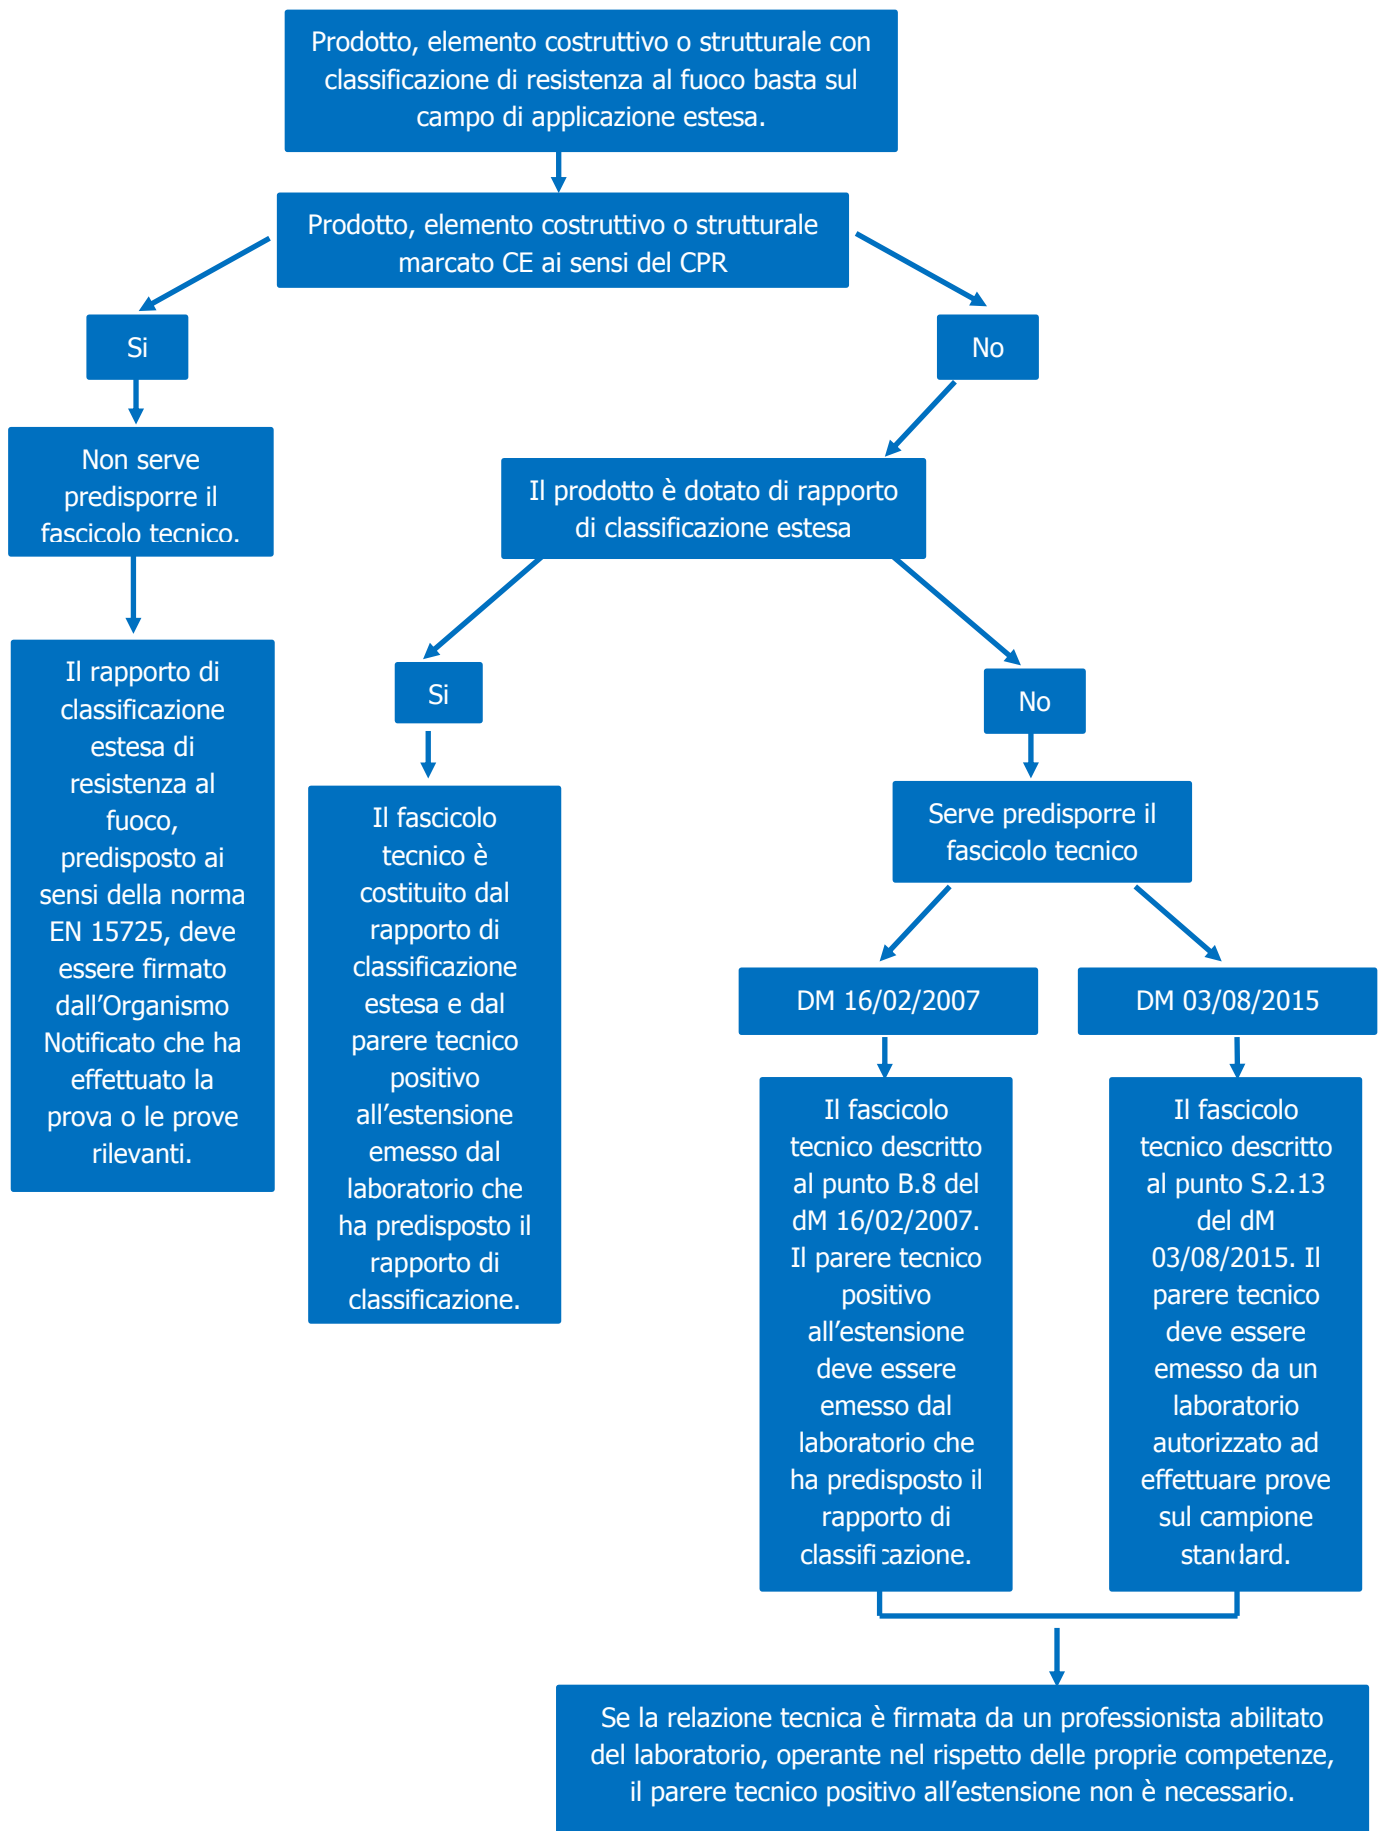 Prodotto, elemento costruttivo o strutturale con
classificazione di resistenza al fuoco basta sul
campo di applicazione estesa.
Prodotto, elemento costruttivo o strutturale
marcato CE ai sensi del CPR
Si
No
Non serve
predisporre il
fascicolo tecnico.
Il prodotto è dotato di rapporto
di classificazione estesa
Il rapporto di
classificazione
estesa di
resistenza al
fuoco,
predisposto ai
sensi della norma
EN 15725, deve
essere firmato
dall'Organismo
Notificato che ha
effettuato la
prova o le prove
rilevanti.
Si
No
Il fascicolo
tecnico è
costituito dal
rapporto di
classificazione
estesa e dal
parere tecnico
positivo
all'estensione
emesso dal
laboratorio che
ha predisposto il
rapporto di
classificazione.
Serve predisporre il
fascicolo tecnico
DM 16/02/2007
DM 03/08/2015
Il fascicolo
tecnico descritto
al punto B.8 del
dM 16/02/2007.
Il parere tecnico
positivo
all'estensione
deve essere
emesso dal
laboratorio che
ha predisposto il
rapporto di
classificazione.
Il fascicolo
tecnico descritto
al punto S.2.13
del dM
03/08/2015. Il
parere tecnico
deve essere
emesso da un
laboratorio
autorizzato ad
effettuare prove
sul campione
standard.
Se la relazione tecnica è firmata da un professionista abilitato
del laboratorio, operante nel rispetto delle proprie competenze,
il parere tecnico positivo all'estensione non è necessario.